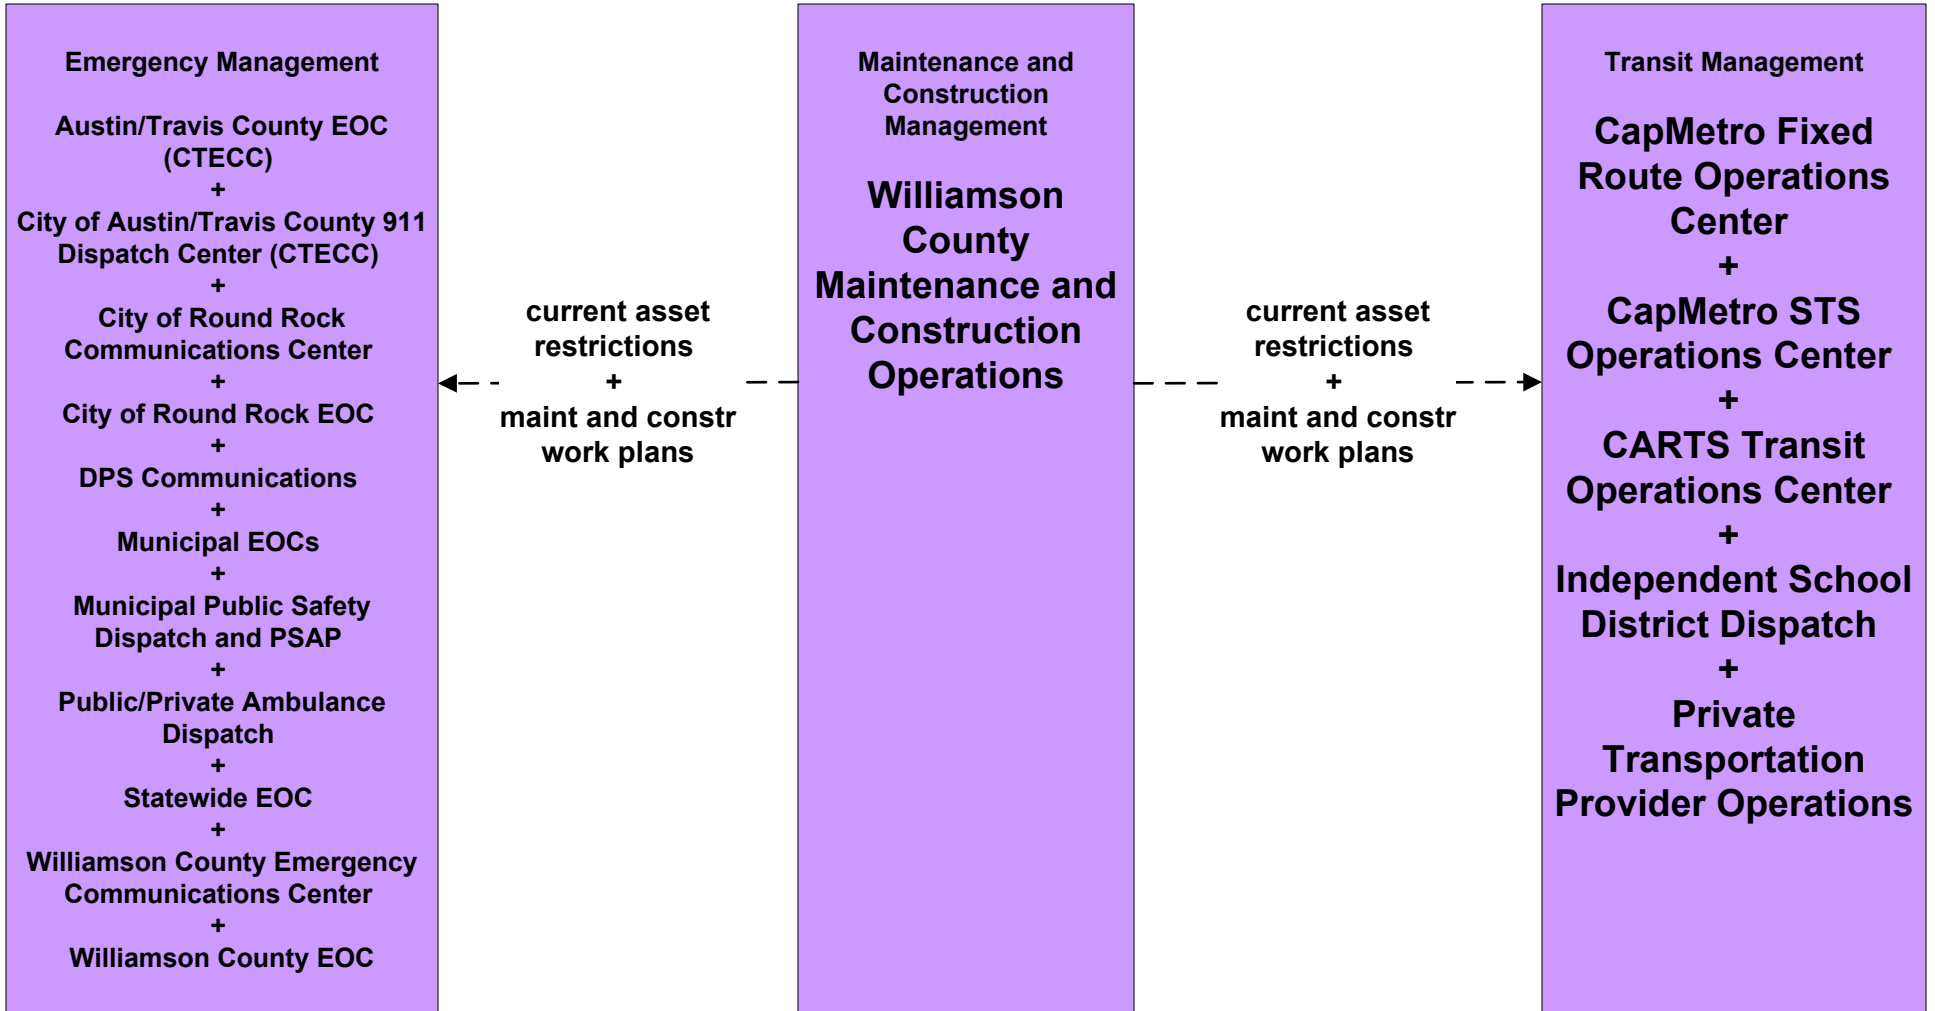 Emergency Management
Austin/Travis County EOC
(CTECC)
+
City of Austin/Travis County 911
Dispatch Center (CTECC)
+
City of Round Rock
Communications Center
+
City of Round Rock EOC
+
DPS Communications
+
Municipal EOCs
+
Municipal Public Safety
Dispatch and PSAP
+
Public/Private Ambulance
Dispatch
+
Statewide EOC
+
Williamson County Emergency
Communications Center
+
Williamson County EOC
current asset
restrictions
+
maint and constr
work plans
Maintenance and
Construction
Management
Williamson
County
Maintenance and
Construction
Operations
current asset
restrictions
+
maint and constr
work plans
Transit Management
CapMetro Fixed
Route Operations
Center
+
CapMetro STS
Operations Center
+
CARTS Transit
Operations Center
+
Independent School
District Dispatch
+
Private
Transportation
Provider Operations